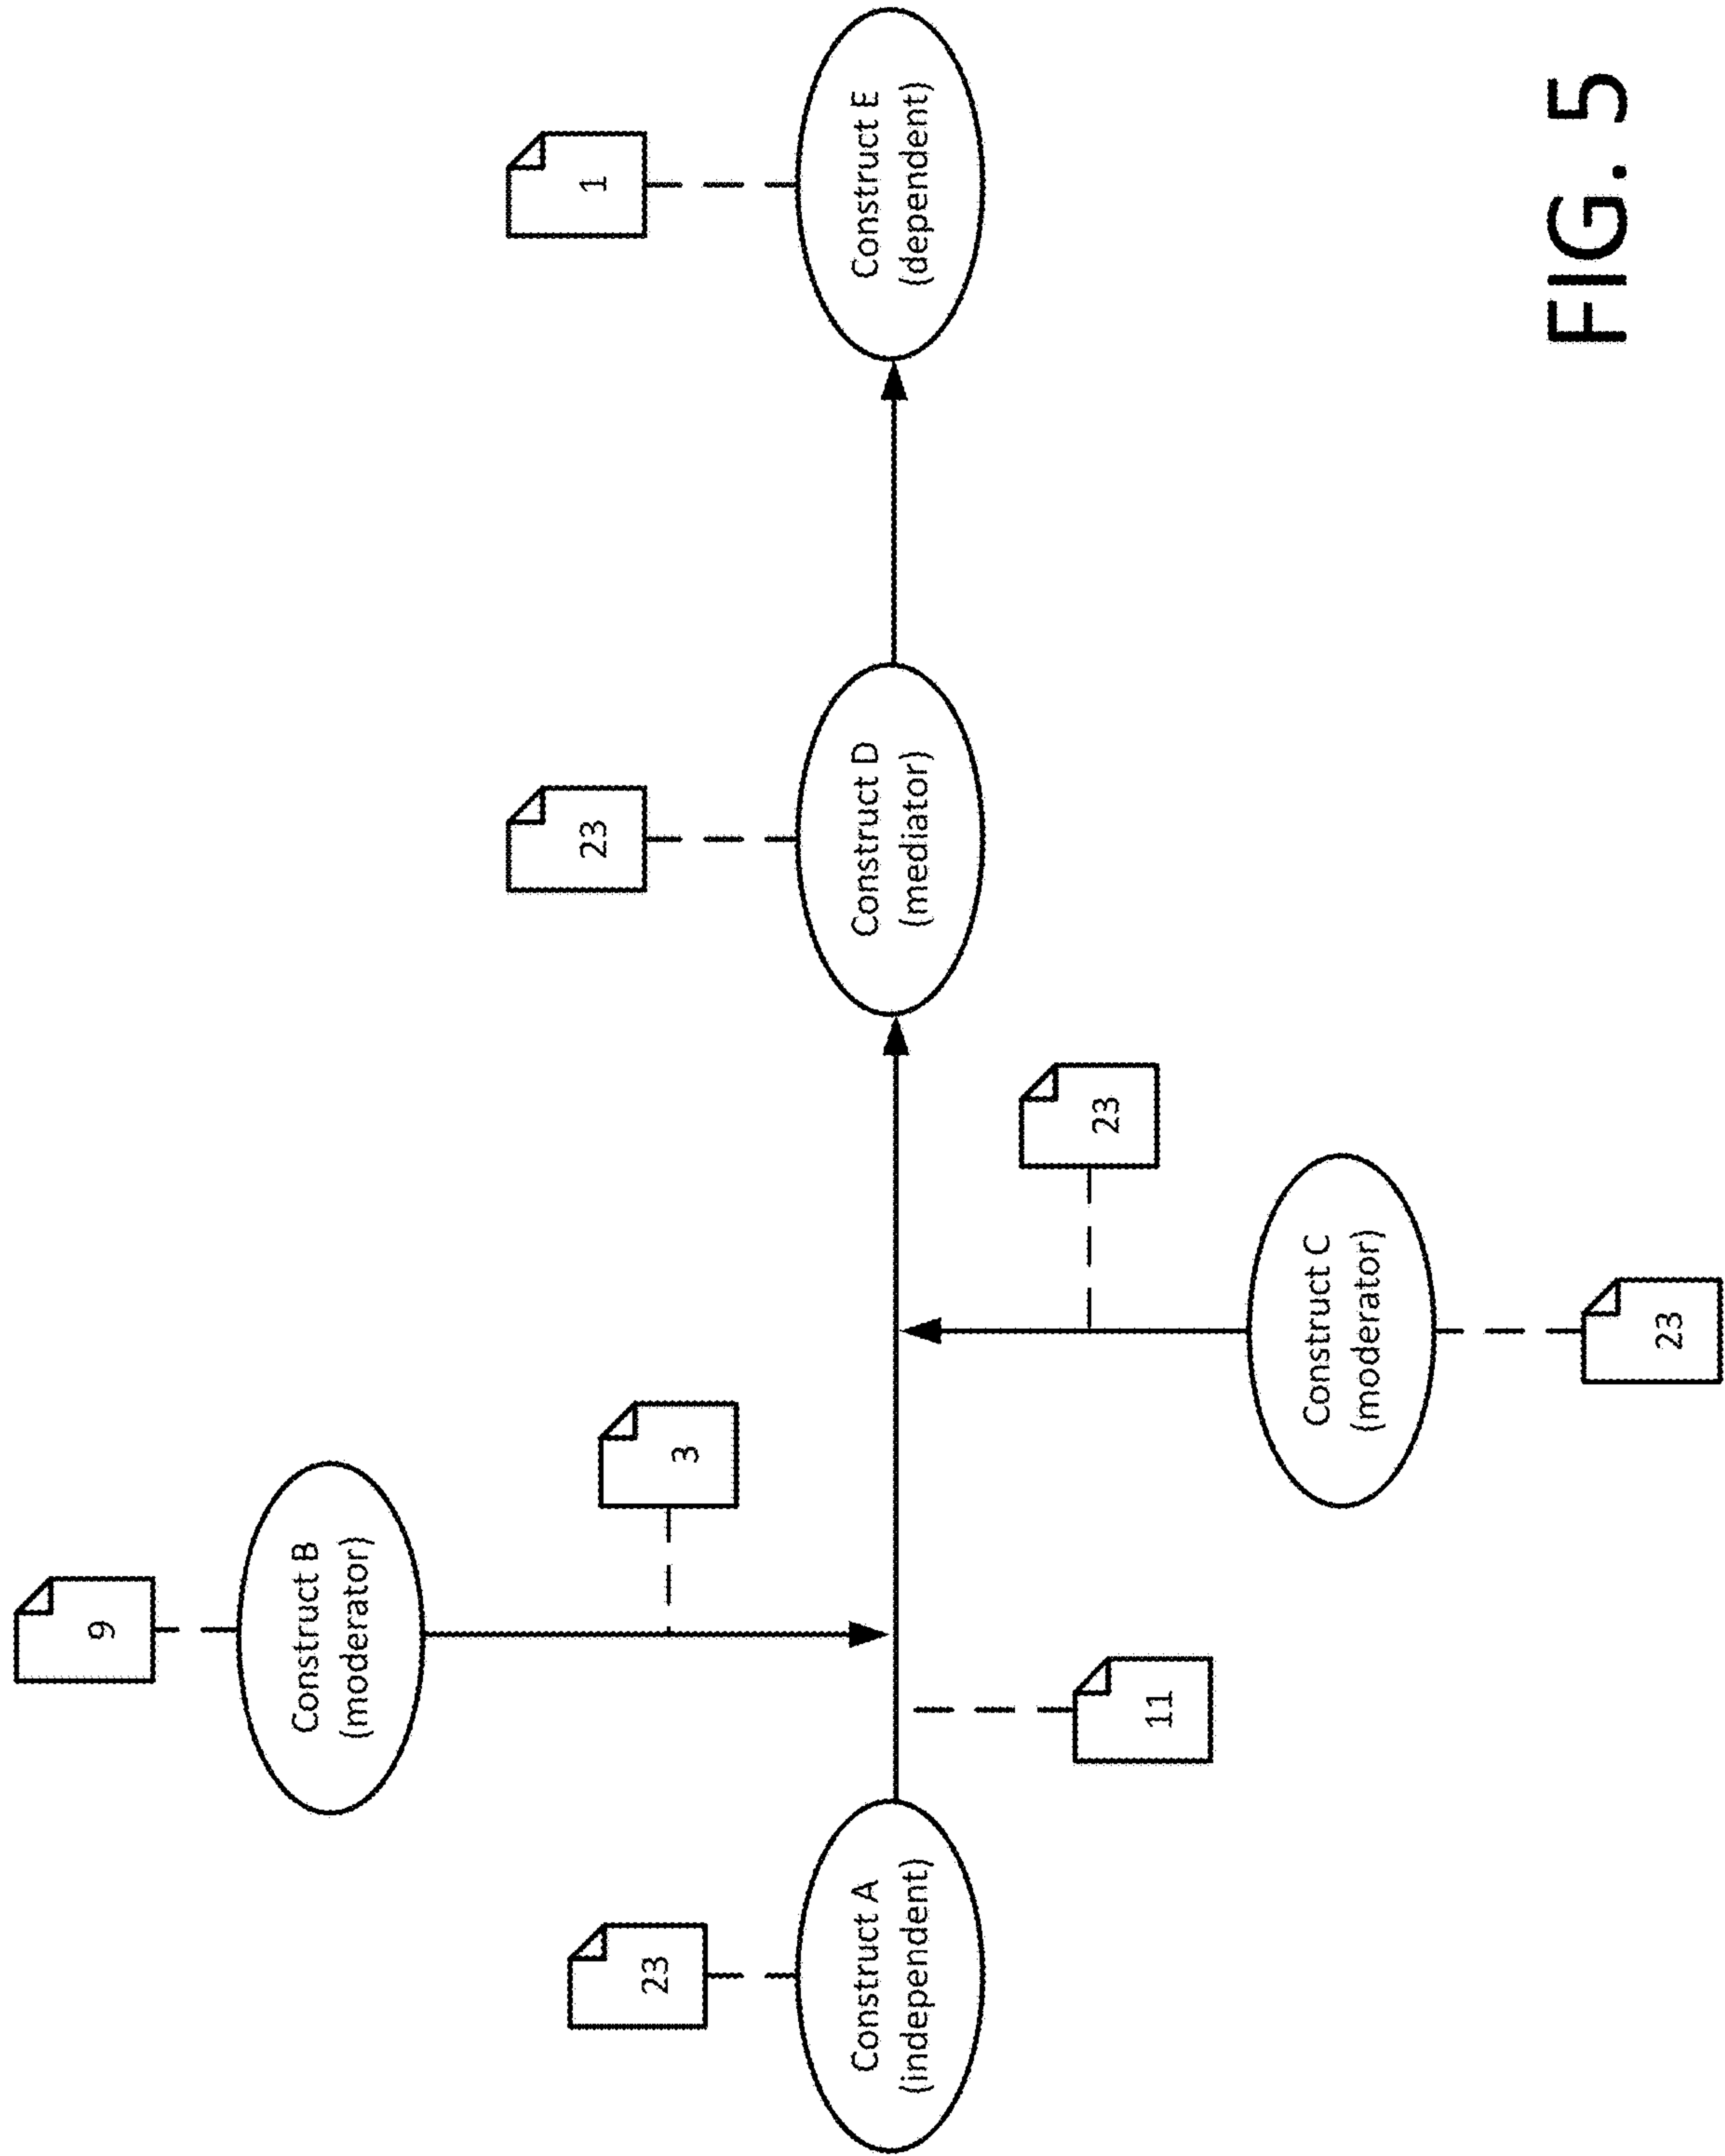 9
Construct B
(moderator)
23
1
23
3
Construct A
(independent)
Construct D
(mediator)
Construct E
(dependent)
23
11
Construct C
(moderator)
23
FIG. 5